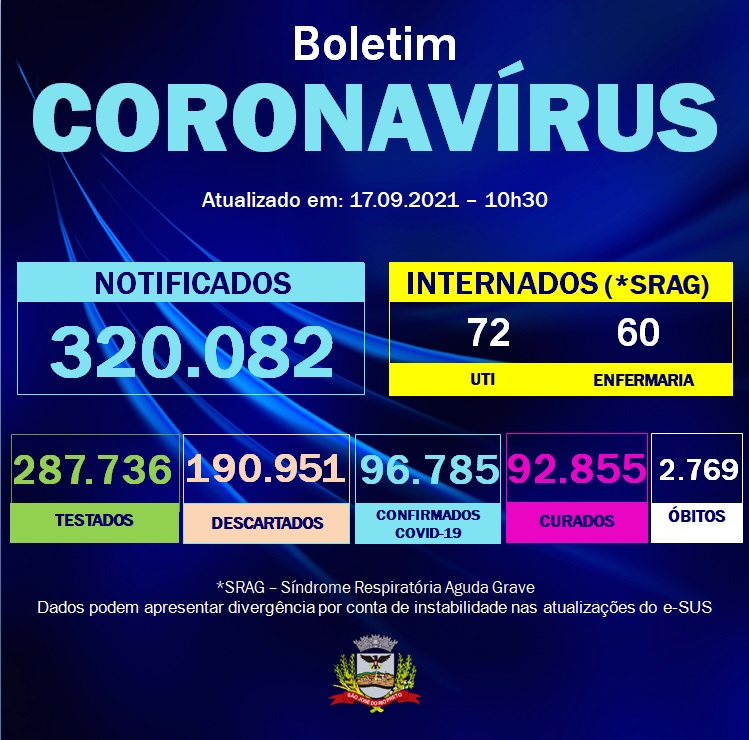 Boletim
CORONAVÍRUS
Atualizado em: 17.09.2021 – 10h30
NOTIFICADOS
320.082
INTERNADOS (*SRAG)
72 60
UTI ENFERMARIA
287.736 190.951 96.785 92.855 2.769
TESTADOS DESCARTADOS CONFIRMADOS CURADOS ÓBITOS
COVID-19
*SRAG – Síndrome Respiratória Aguda Grave
Dados podem apresentar divergência por conta de instabilidade nas atualizações do e-SUS
SÃO JOSÉ DO RIO PRETO